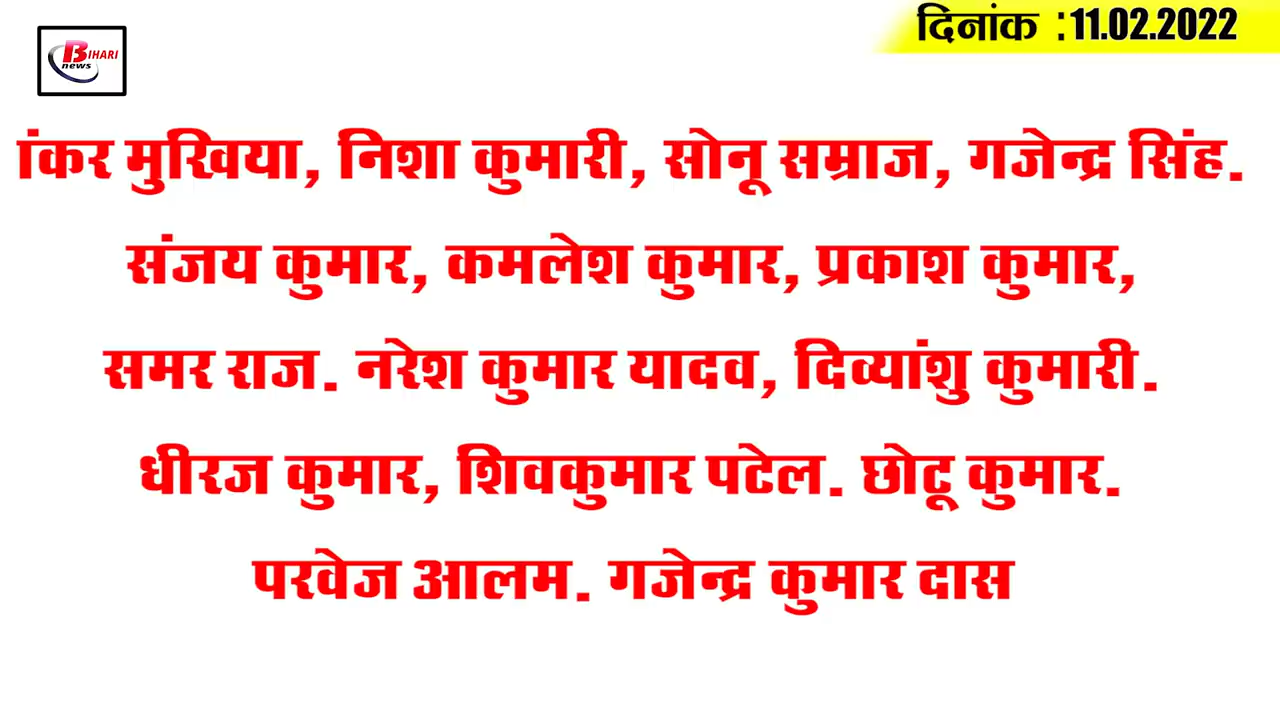 BIHARI
news
दिनांक :11.02.2022
ांकर मुखिया, निशा कुमारी, सोनू सम्राज, गजेन्द्र सिंह.
संजय कुमार, कमलेश कुमार, प्रकाश कुमार,
समर राज. नरेश कुमार यादव, दिव्यांशु कुमारी.
धीरज कुमार, शिवकुमार पटेल. छोटू कुमार.
परवेज आलम. गजेन्द्र कुमार दास